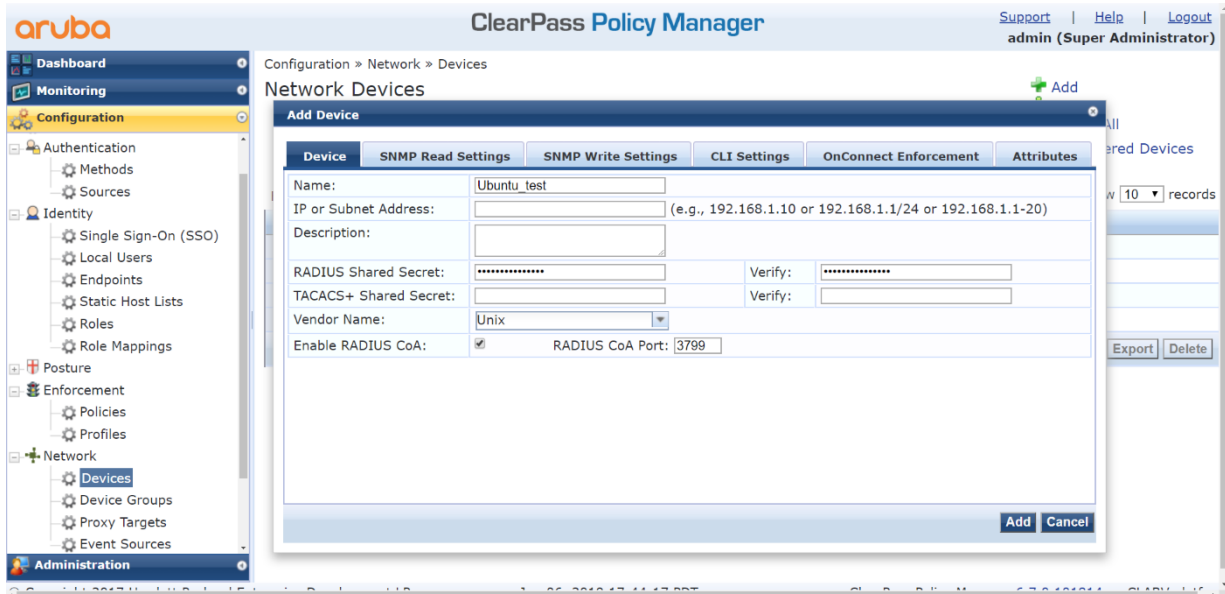 aruba
ClearPass Policy Manager
Support | Help | Logout
admin (Super Administrator)
Dashboard
Monitoring
Configuration
Authentication
Methods
Sources
Identity
Single Sign-On (SSO)
Local Users
Endpoints
Static Host Lists
Roles
Role Mappings
Posture
Enforcement
Policies
Profiles
Network
Devices
Device Groups
Proxy Targets
Event Sources
Administration
Configuration » Network » Devices
Network Devices
Add
All
ered Devices
10 records
Add Device
Device SNMP Read Settings SNMP Write Settings CLI Settings OnConnect Enforcement Attributes
Name: Ubuntu_test
IP or Subnet Address: (e.g., 192.168.1.10 or 192.168.1.1/24 or 192.168.1.1-20)
Description:
RADIUS Shared Secret: ••••••••••••••• Verify: •••••••••••••••
TACACS+ Shared Secret: Verify:
Vendor Name: Unix
Enable RADIUS CoA: RADIUS CoA Port: 3799
Export Delete
Add Cancel